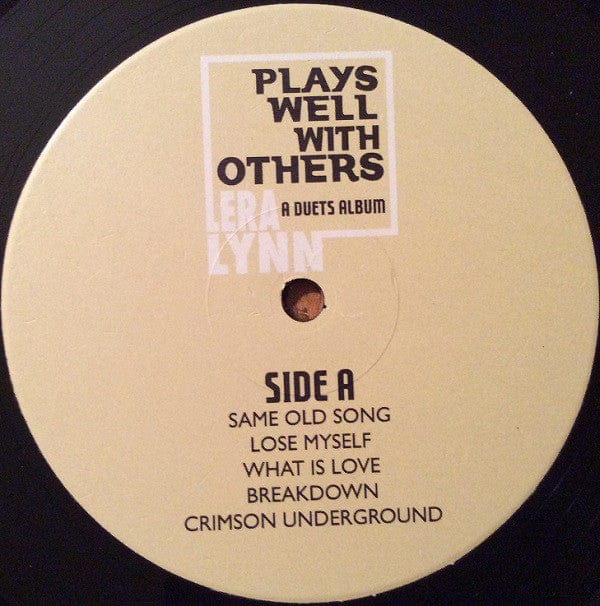 PLAYS
WELL
WITH
OTHERS
A DUETS ALBUM
LERA
LYNN
SIDE A
SAME OLD SONG
LOSE MYSELF
WHAT IS LOVE
BREAKDOWN
CRIMSON UNDERGROUND